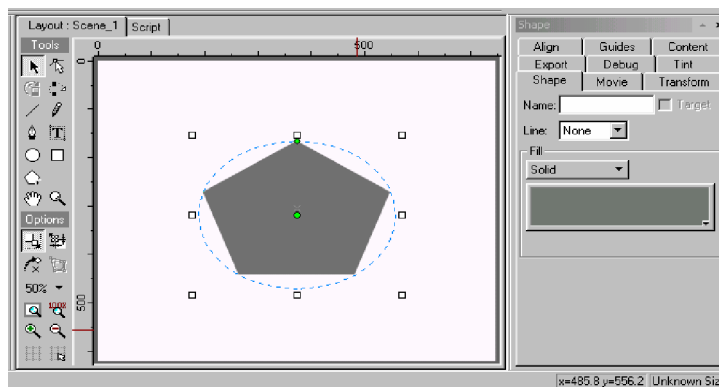 Layout : Scene_1 Script
Tools
0 500
T
Options
50%
100%
500
Shape
Align Guides Content
Export Debug Tint
Shape Movie Transform
Name: Target
Line: None
Fill
Solid
x=485.8 y=556.2 Unknown Siz